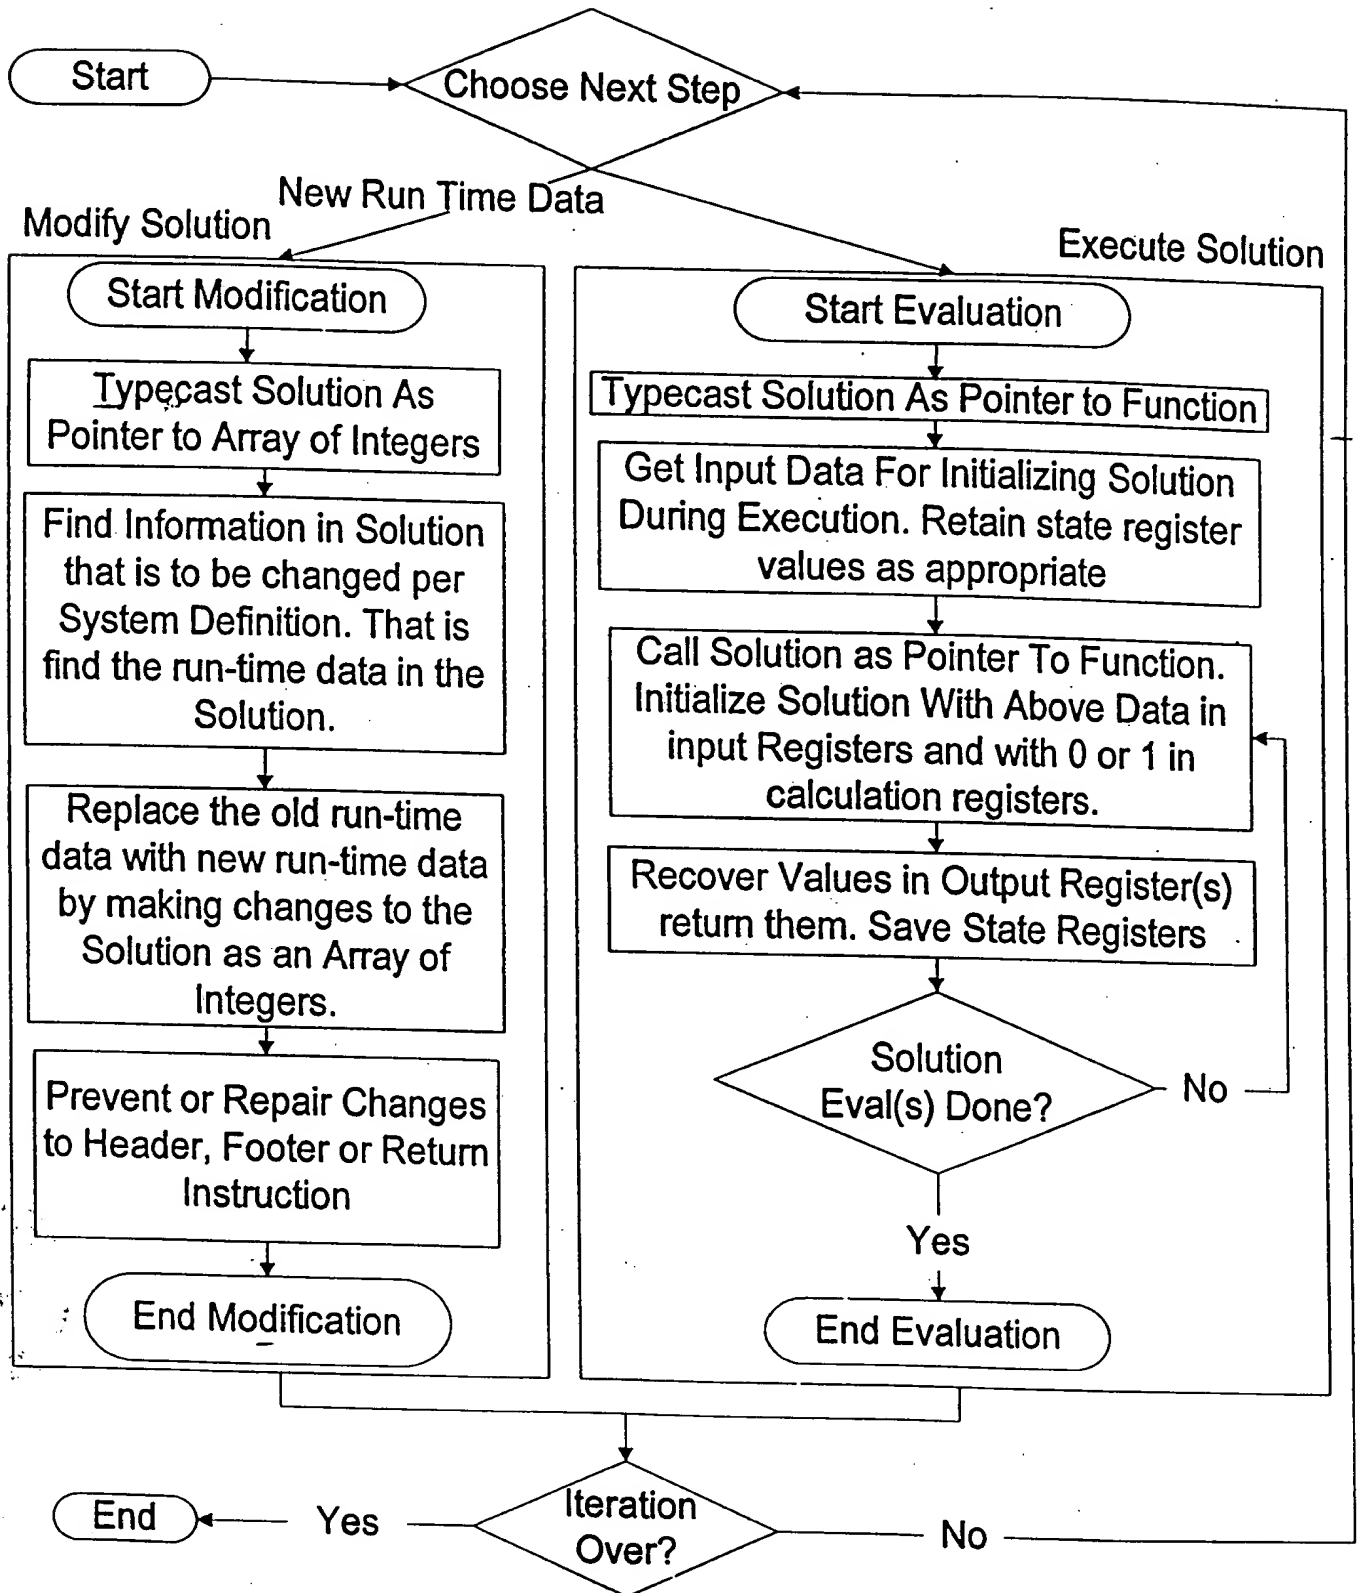 Start
Choose Next Step
New Run Time Data
Modify Solution
Execute Solution
Start Modification
Typecast Solution As
Pointer to Array of Integers
Find Information in Solution
that is to be changed per
System Definition. That is
find the run-time data in the
Solution.
Replace the old run-time
data with new run-time data
by making changes to the
Solution as an Array of
Integers.
Prevent or Repair Changes
to Header, Footer or Return
Instruction
End Modification
Start Evaluation
Typecast Solution As Pointer to Function
Get Input Data For Initializing Solution
During Execution. Retain state register
values as appropriate
Call Solution as Pointer To Function.
Initialize Solution With Above Data in
input Registers and with 0 or 1 in
calculation registers.
Recover Values in Output Register(s)
return them. Save State Registers
Solution
Eval(s) Done?
No
Yes
End Evaluation
Iteration
Over?
Yes
No
End